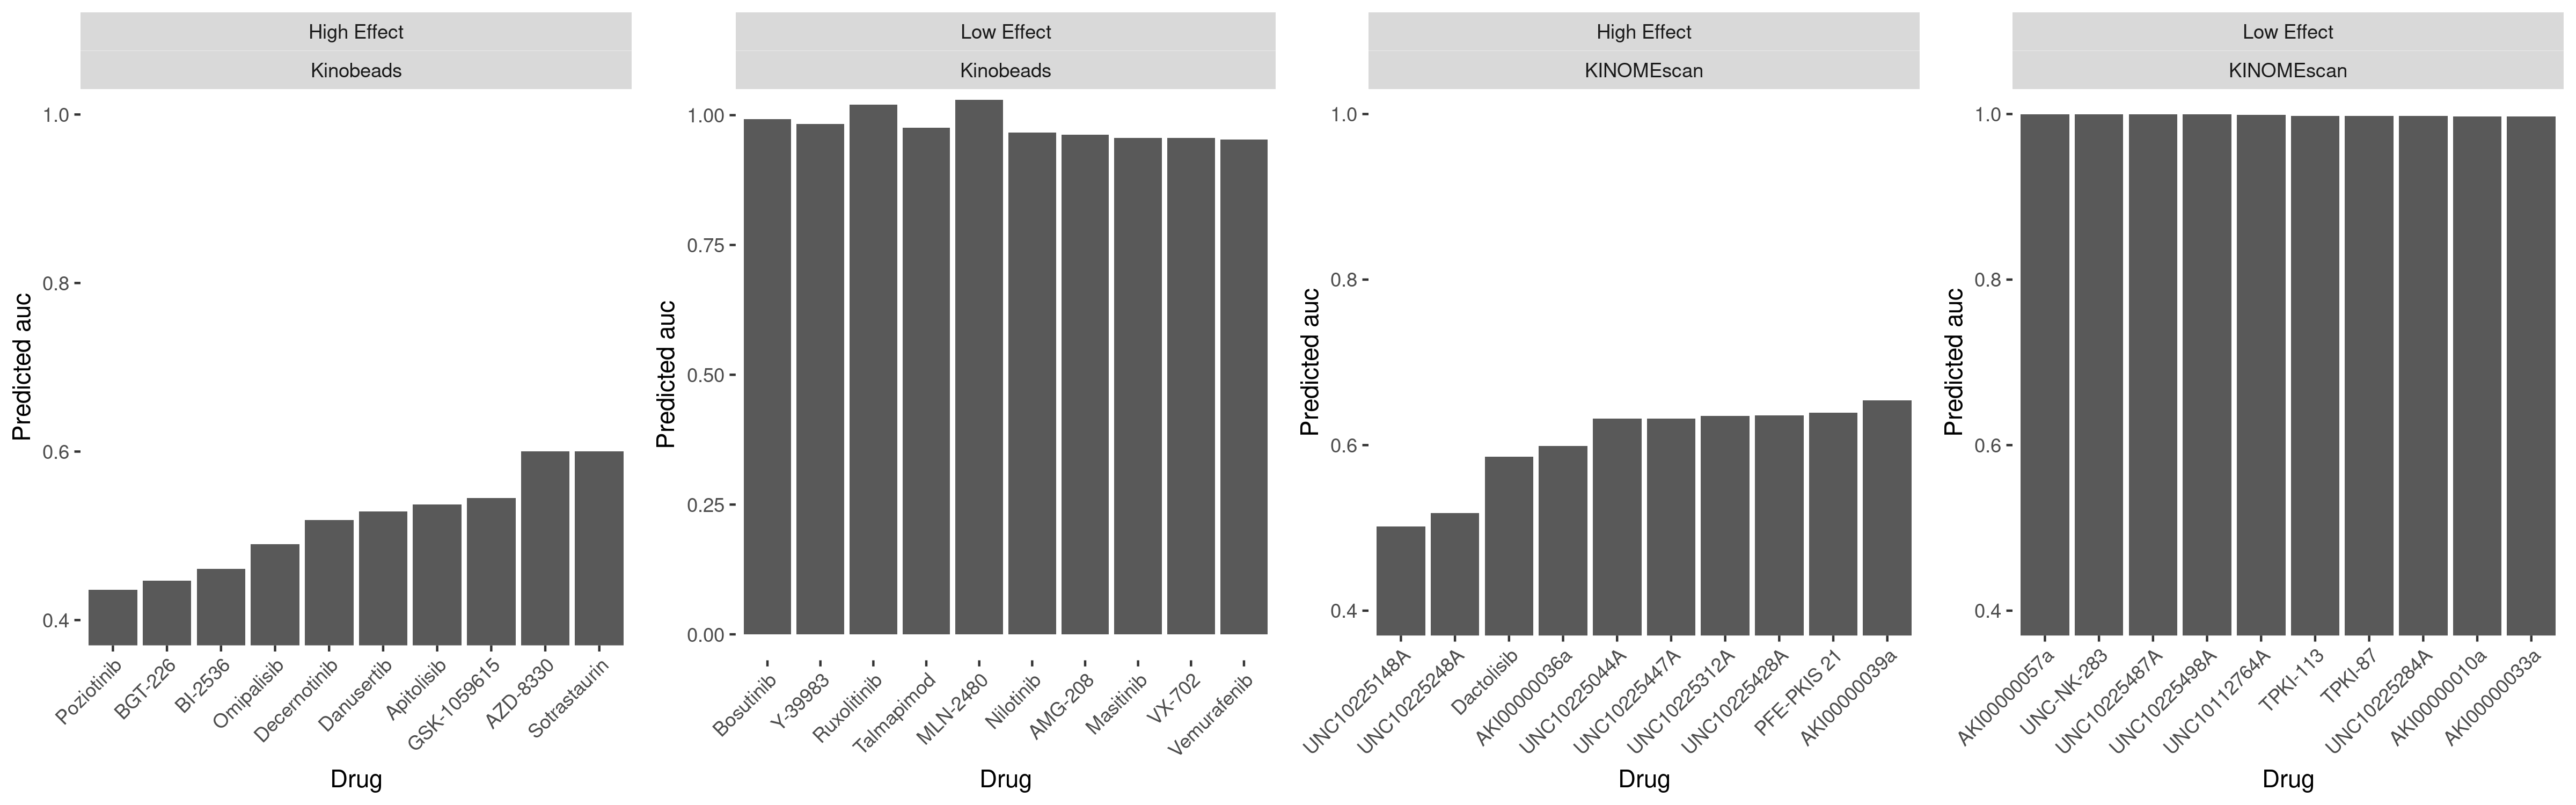 High Effect
Kinobeads
Predicted auc
1.0
0.8
0.6
0.4
Poziotinib
BGT-226
BI-2536
Omipalisib
Decernotinib
Danusertib
Apitolisib
GSK-1059615
AZD-8330
Sotrastaurin
Drug
Low Effect
Kinobeads
Predicted auc
1.00
0.75
0.50
0.25
0.00
Bosutinib
Y-39983
Ruxolitinib
Talmapimod
MLN-2480
Nilotinib
AMG-208
Masitinib
VX-702
Vemurafenib
Drug
High Effect
KINOMEscan
Predicted auc
1.0
0.8
0.6
0.4
UNC10225148A
UNC10225248A
Dactolisib
AKI00000036a
UNC10225044A
UNC10225447A
UNC10225312A
UNC10225428A
PFE-PKIS 21
AKI00000039a
Drug
Low Effect
KINOMEscan
Predicted auc
1.0
0.8
0.6
0.4
AKI00000057a
UNC-NK-283
UNC10225487A
UNC10225498A
UNC10112764A
TPKI-113
TPKI-87
UNC10225284A
AKI00000010a
AKI00000033a
Drug